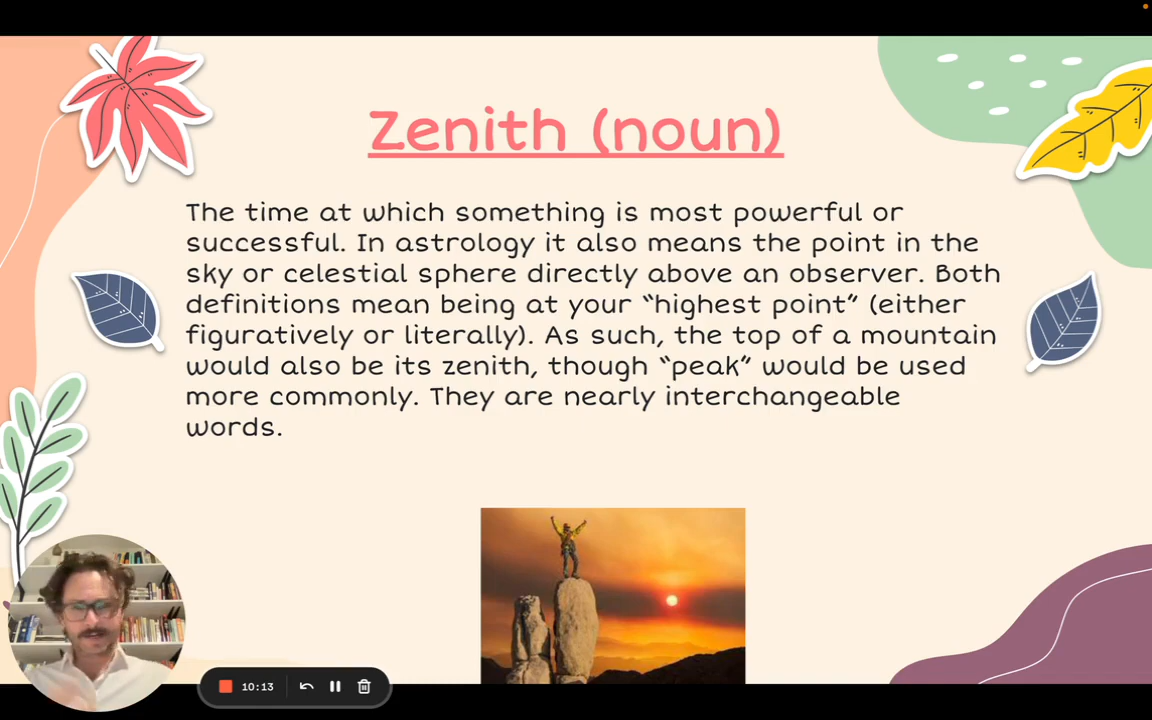 Zenith (noun)
The time at which something is most powerful or
successful. In astrology it also means the point in the
sky or celestial sphere directly above an observer. Both
definitions mean being at your “highest point” (either
figuratively or literally). As such, the top of a mountain
would also be its zenith, though “peak” would be used
more commonly. They are nearly interchangeable
words.
10:13